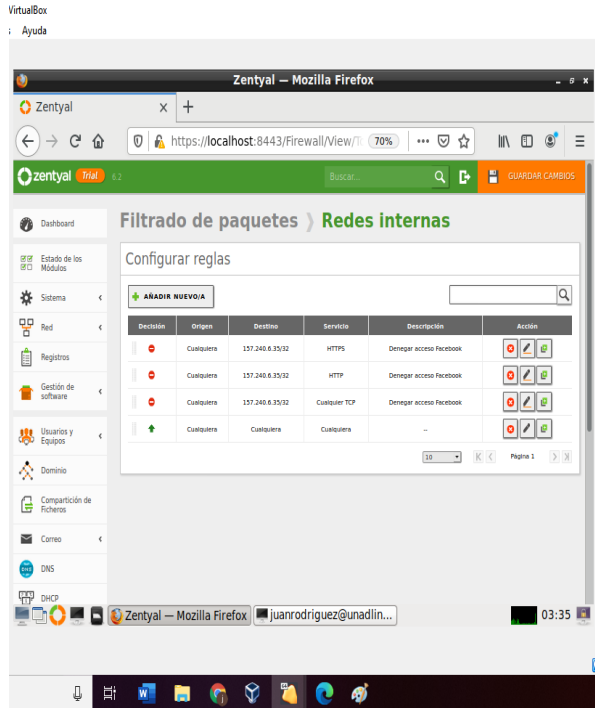 VirtualBox
Ayuda
Zentyal — Mozilla Firefox
Zentyal
https://localhost:8443/Firewall/View/
70%
zentyal Trial 6.2
Buscar...
GUARDAR CAMBIOS
Dashboard
Estado de los Módulos
Sistema
Red
Registros
Gestión de software
Usuarios y Equipos
Dominio
Compartición de Ficheros
Correo
DNS
DHCP
Filtrado de paquetes Redes internas
Configurar reglas
AÑADIR NUEVO/A
Decisión Origen Destino Servicio Descripción Acción
Cualquiera 157.240.6.35/32 HTTPS Denegar acceso Facebook
Cualquiera 157.240.6.35/32 HTTP Denegar acceso Facebook
Cualquiera 157.240.6.35/32 Cualquier TCP Denegar acceso Facebook
Cualquiera Cualquiera Cualquiera --
10 Página 1
Zentyal — Mozilla Firefox juanrodriguez@unadlin... 03:35